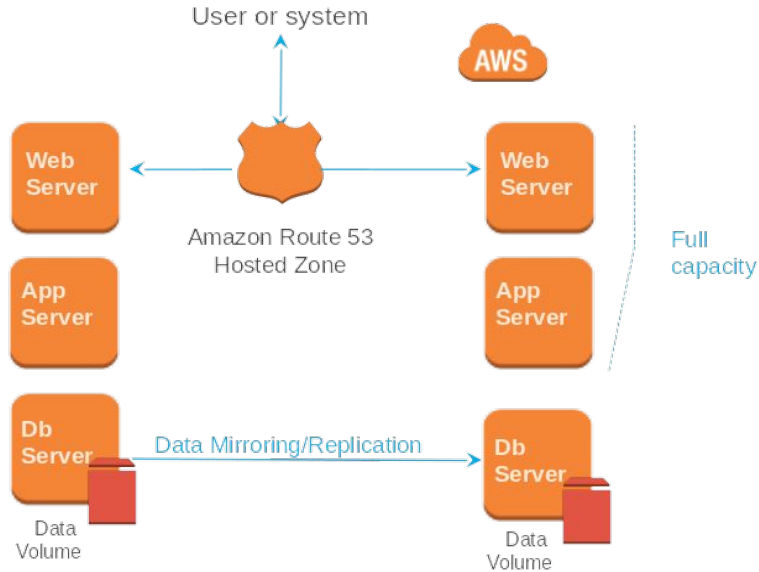 User or system
AWS
Web
Server
Web
Server
Amazon Route 53
Hosted Zone
Full
capacity
App
Server
App
Server
Db
Server
Data Mirroring/Replication
Db
Server
Data
Volume
Data
Volume